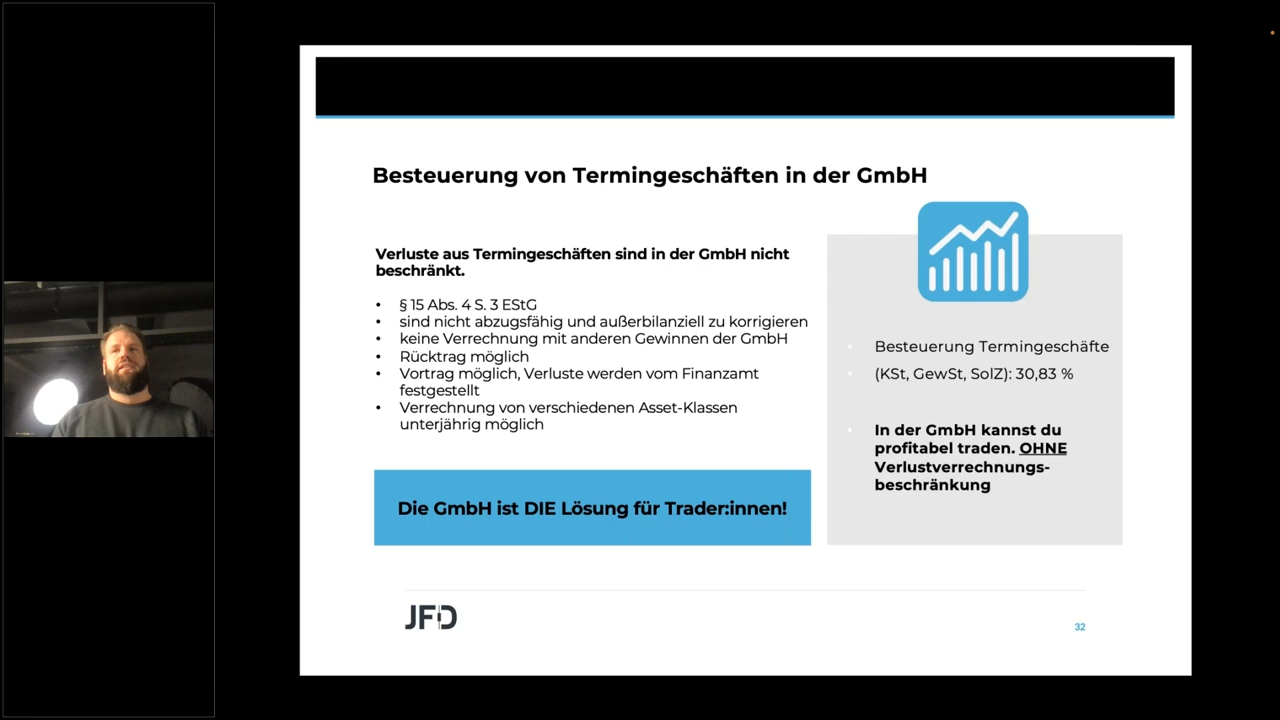 Besteuerung von Termingeschäften in der GmbH
Verluste aus Termingeschäften sind in der GmbH nicht
beschränkt.
• § 15 Abs. 4 S. 3 EStG
• sind nicht abzugsfähig und außerbilanziell zu korrigieren
• keine Verrechnung mit anderen Gewinnen der GmbH
• Rücktrag möglich
• Vortrag möglich, Verluste werden vom Finanzamt
festgestellt
• Verrechnung von verschiedenen Asset-Klassen
unterjährig möglich
Die GmbH ist DIE Lösung für Trader:innen!
• Besteuerung Termingeschäfte
• (KSt, GewSt, SolZ): 30,83 %
• In der GmbH kannst du
profitabel traden. OHNE
Verlustverrechnungs-
beschränkung
JFD
32